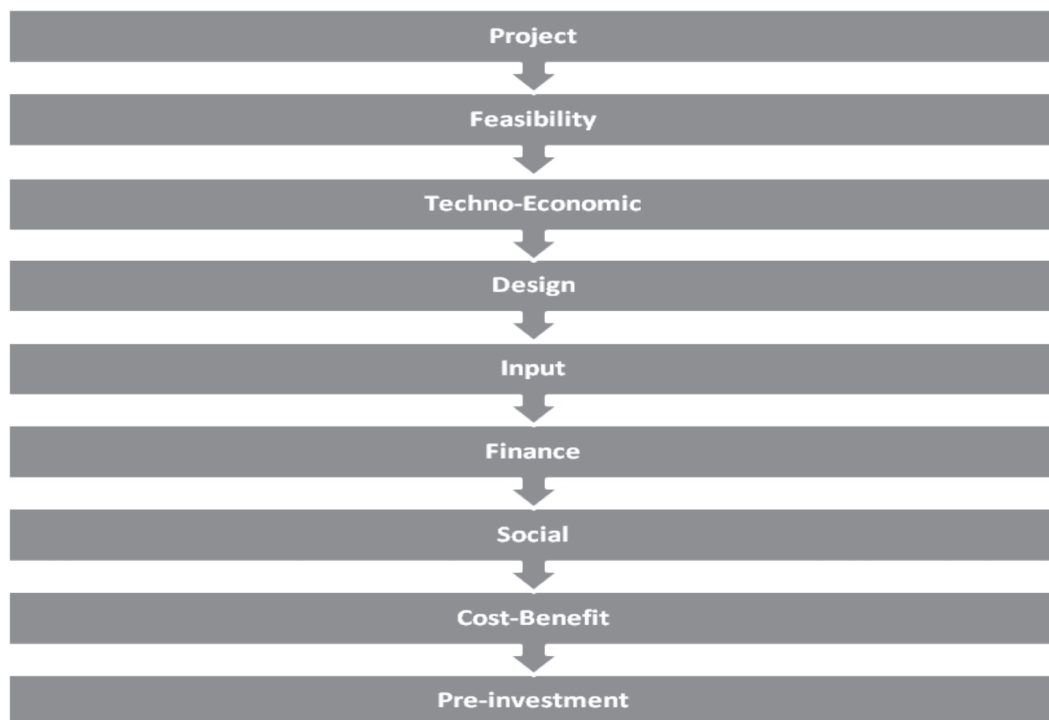 Project
Feasibility
Techno-Economic
Design
Input
Finance
Social
Cost-Benefit
Pre-investment